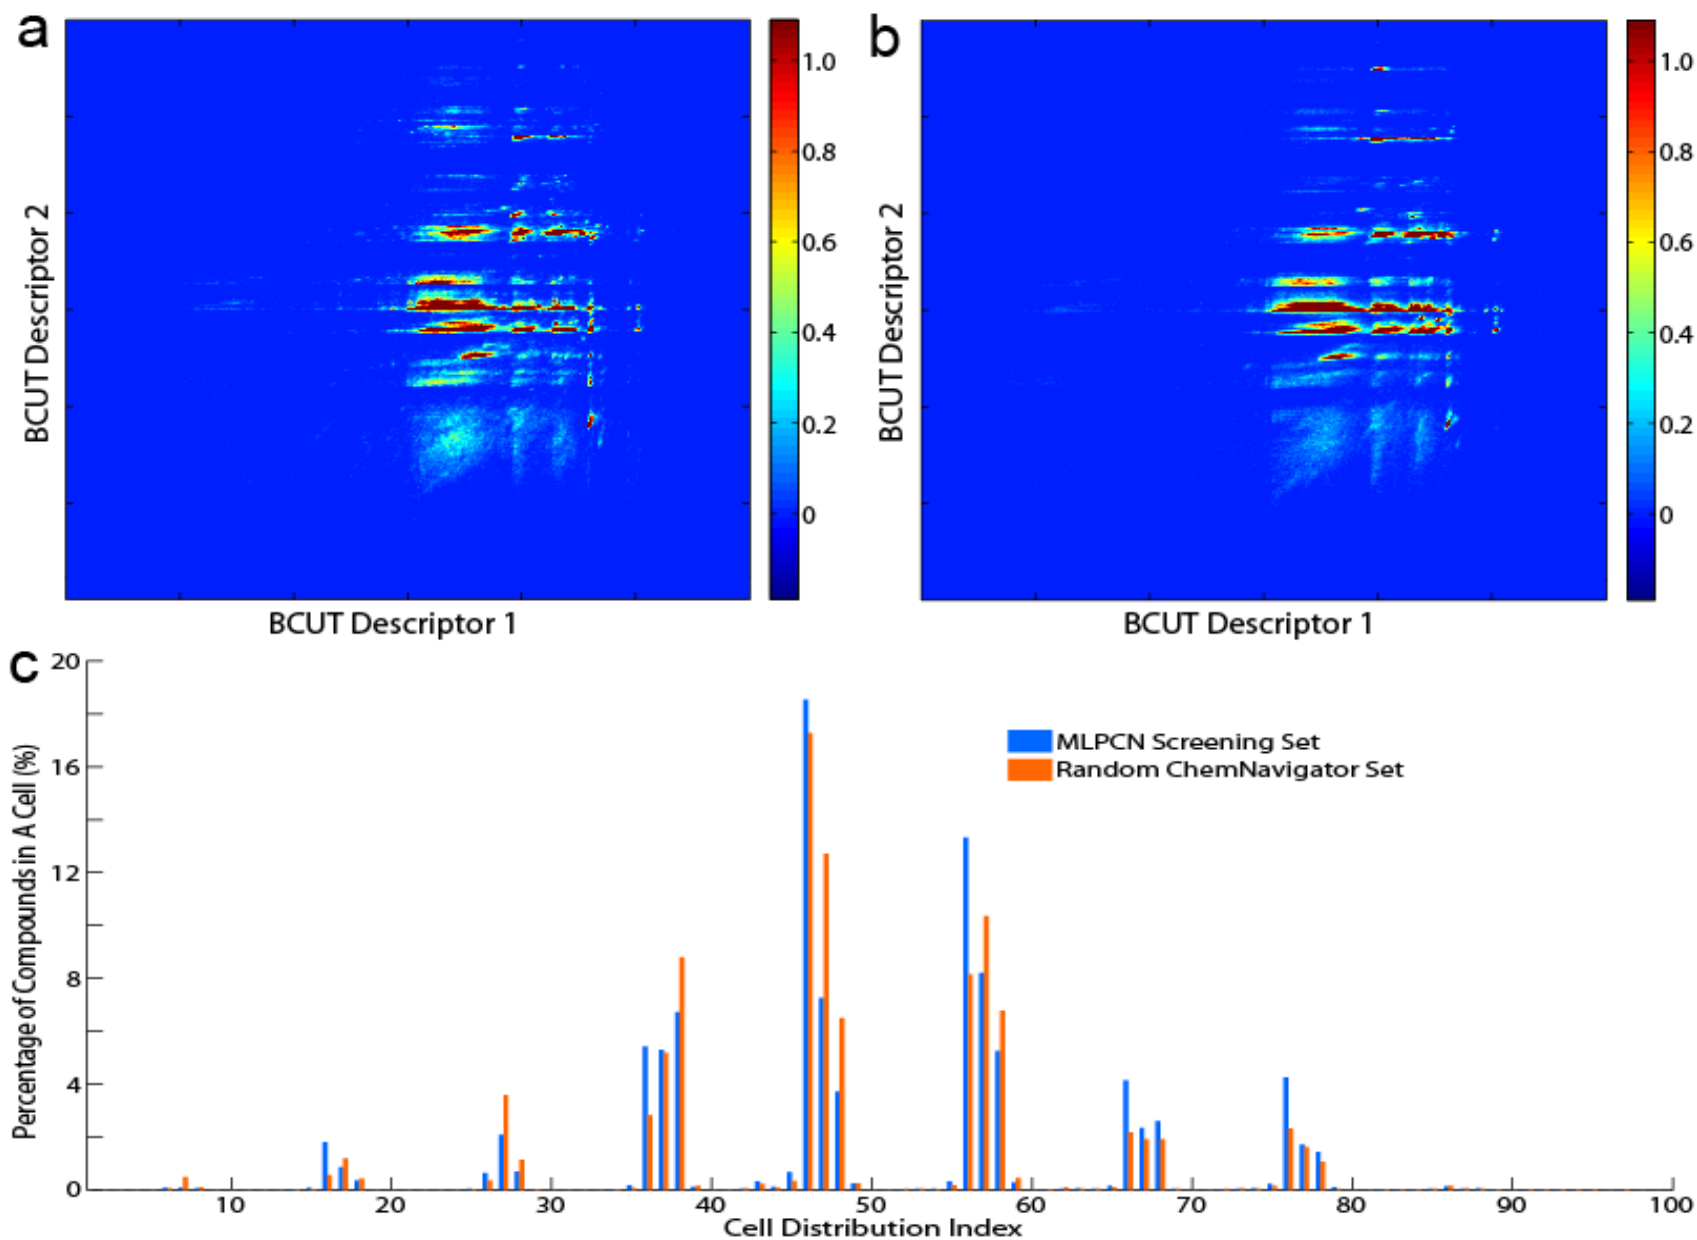 a
BCUT Descriptor 2
BCUT Descriptor 1
1.0
0.8
0.6
0.4
0.2
0
b
BCUT Descriptor 2
BCUT Descriptor 1
1.0
0.8
0.6
0.4
0.2
0
c
Percentage of Compounds in A Cell (%)
20
16
12
8
4
0
MLPCN Screening Set
Random ChemNavigator Set
10 20 30 40 50 60 70 80 90 100
Cell Distribution Index